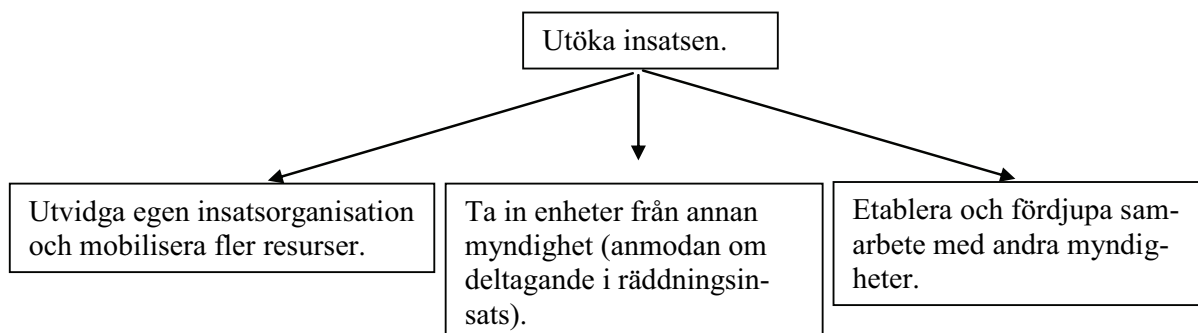 Utöka insatsen.
Utvidga egen insatsorganisation
och mobilisera fler resurser.
Ta in enheter från annan
myndighet (anmodan om
deltagande i räddningsin-
sats).
Etablera och fördjupa sam-
arbete med andra myndig-
heter.